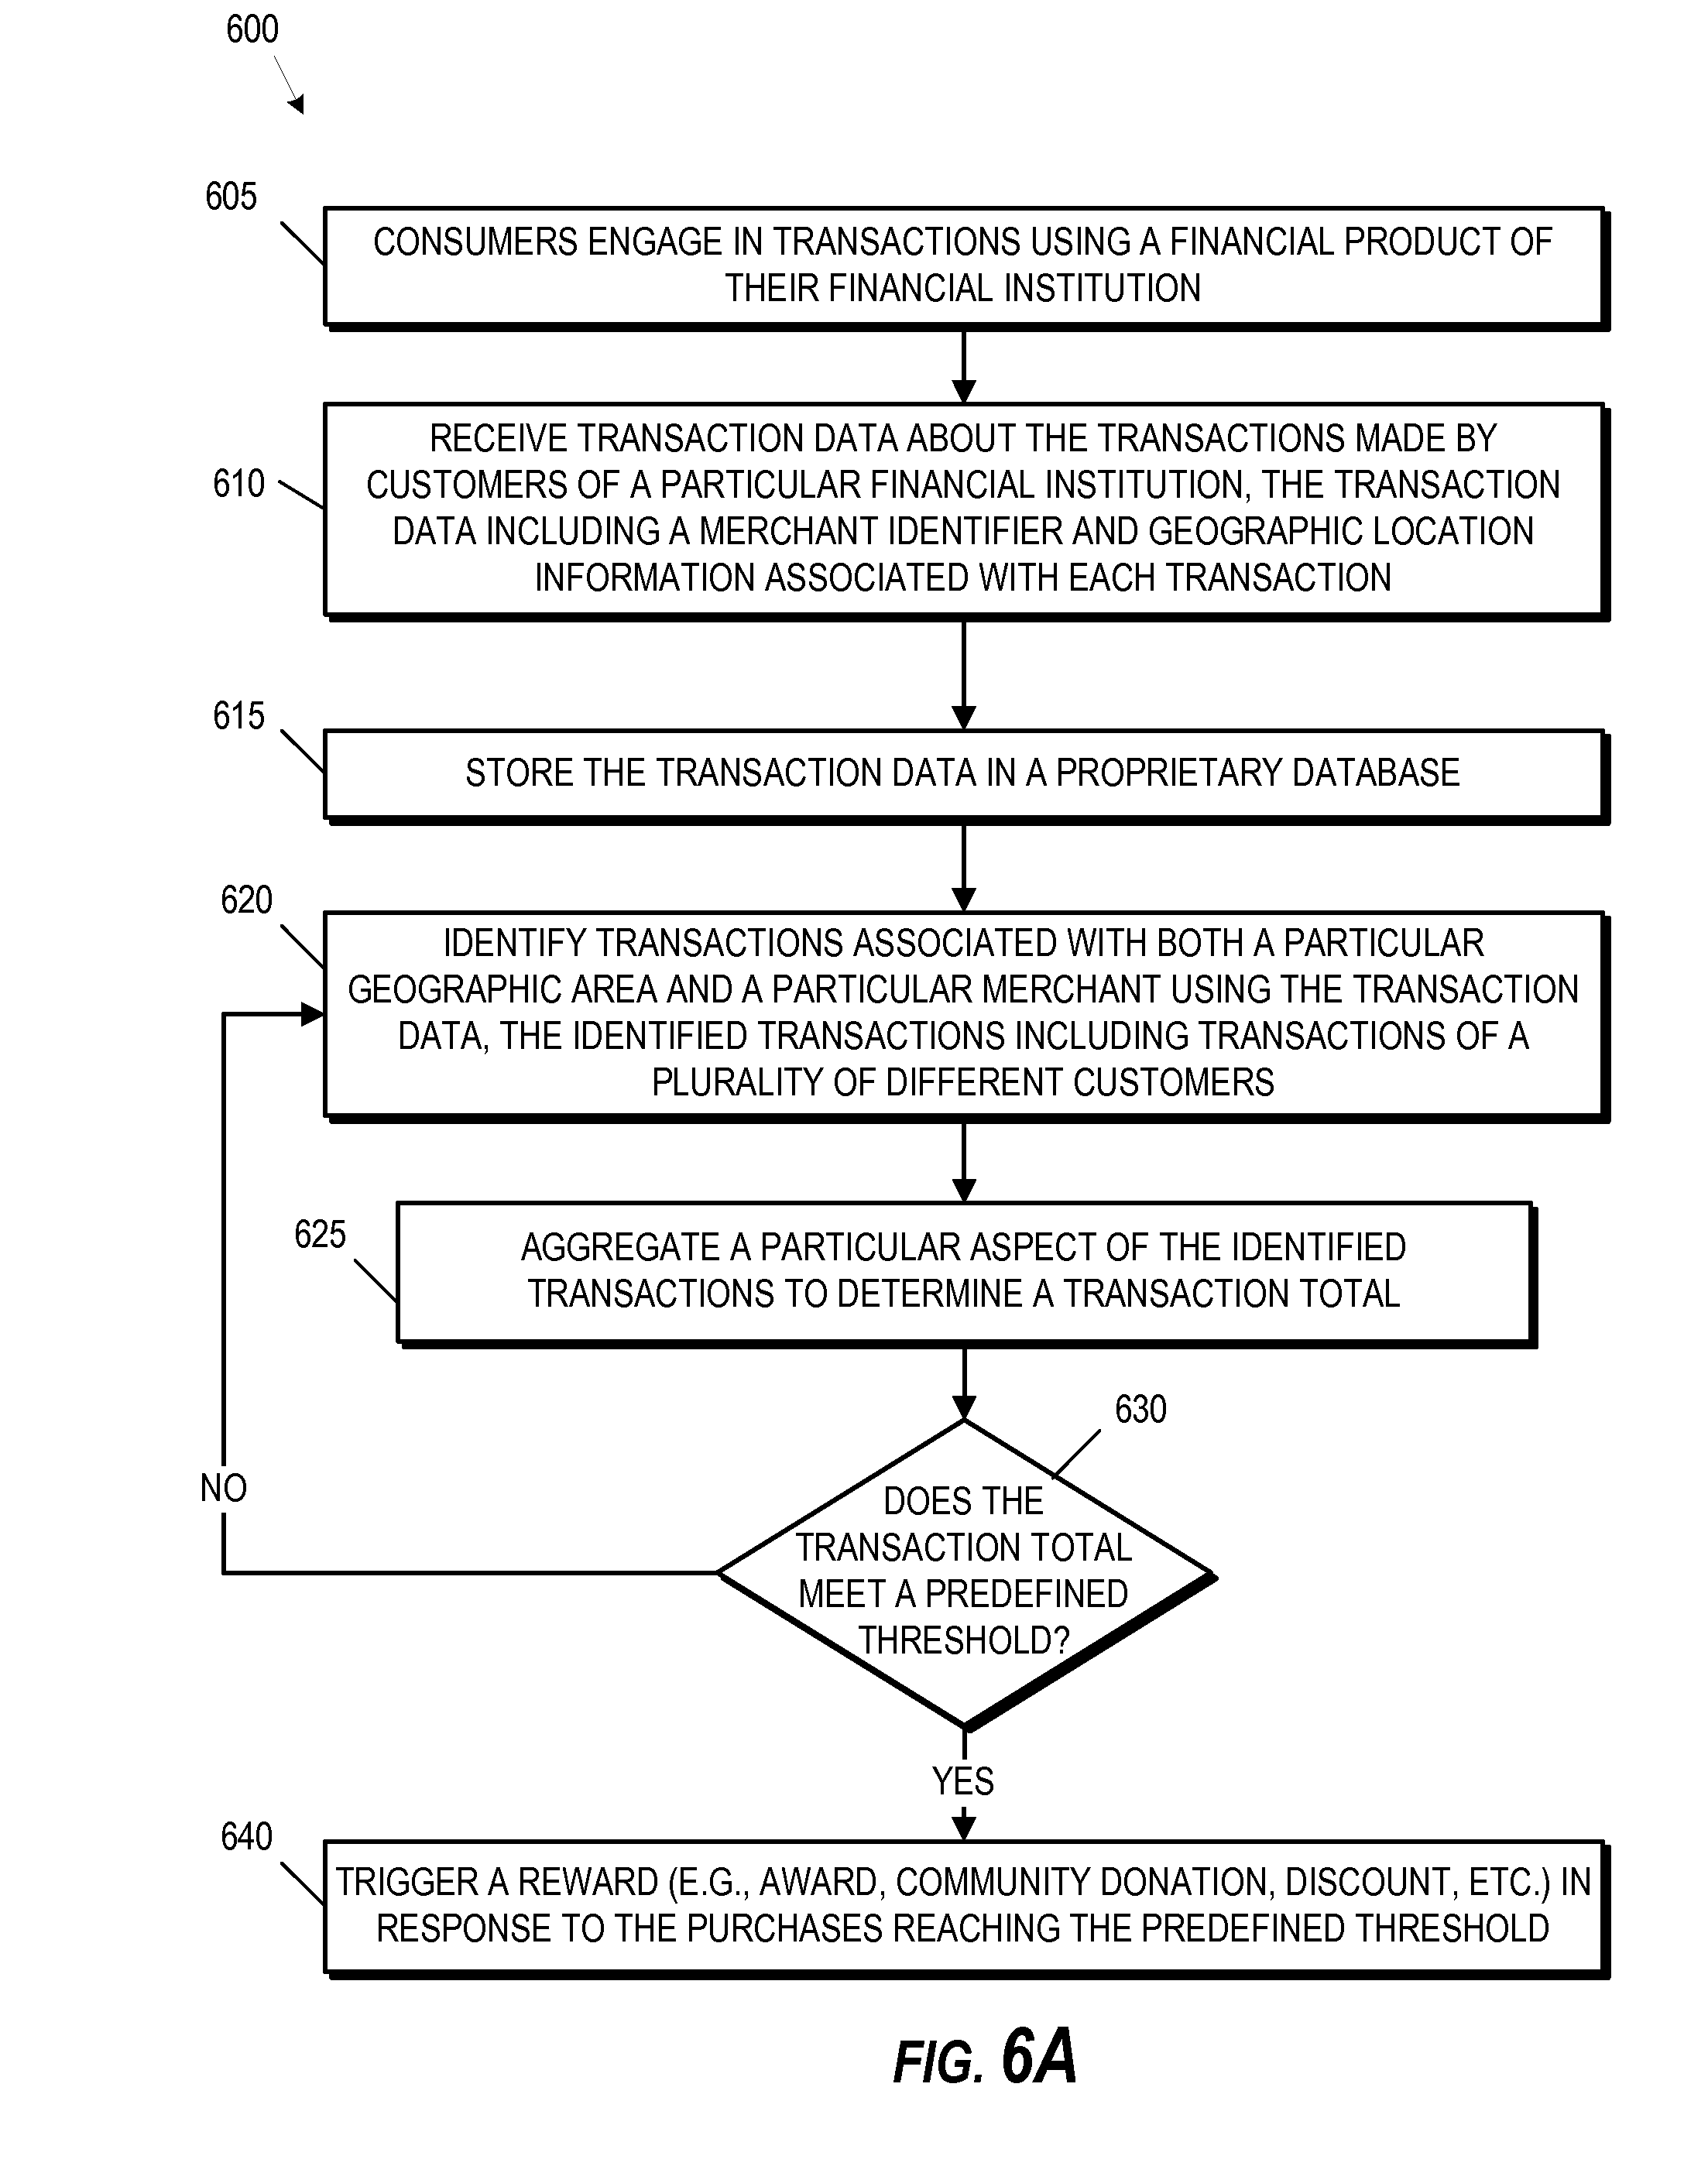 600
605
CONSUMERS ENGAGE IN TRANSACTIONS USING A FINANCIAL PRODUCT OF
THEIR FINANCIAL INSTITUTION
610
RECEIVE TRANSACTION DATA ABOUT THE TRANSACTIONS MADE BY
CUSTOMERS OF A PARTICULAR FINANCIAL INSTITUTION, THE TRANSACTION
DATA INCLUDING A MERCHANT IDENTIFIER AND GEOGRAPHIC LOCATION
INFORMATION ASSOCIATED WITH EACH TRANSACTION
615
STORE THE TRANSACTION DATA IN A PROPRIETARY DATABASE
620
IDENTIFY TRANSACTIONS ASSOCIATED WITH BOTH A PARTICULAR
GEOGRAPHIC AREA AND A PARTICULAR MERCHANT USING THE TRANSACTION
DATA, THE IDENTIFIED TRANSACTIONS INCLUDING TRANSACTIONS OF A
PLURALITY OF DIFFERENT CUSTOMERS
625
AGGREGATE A PARTICULAR ASPECT OF THE IDENTIFIED
TRANSACTIONS TO DETERMINE A TRANSACTION TOTAL
630
DOES THE
TRANSACTION TOTAL
MEET A PREDEFINED
THRESHOLD?
NO
YES
640
TRIGGER A REWARD (E.G., AWARD, COMMUNITY DONATION, DISCOUNT, ETC.) IN
RESPONSE TO THE PURCHASES REACHING THE PREDEFINED THRESHOLD
FIG. 6A